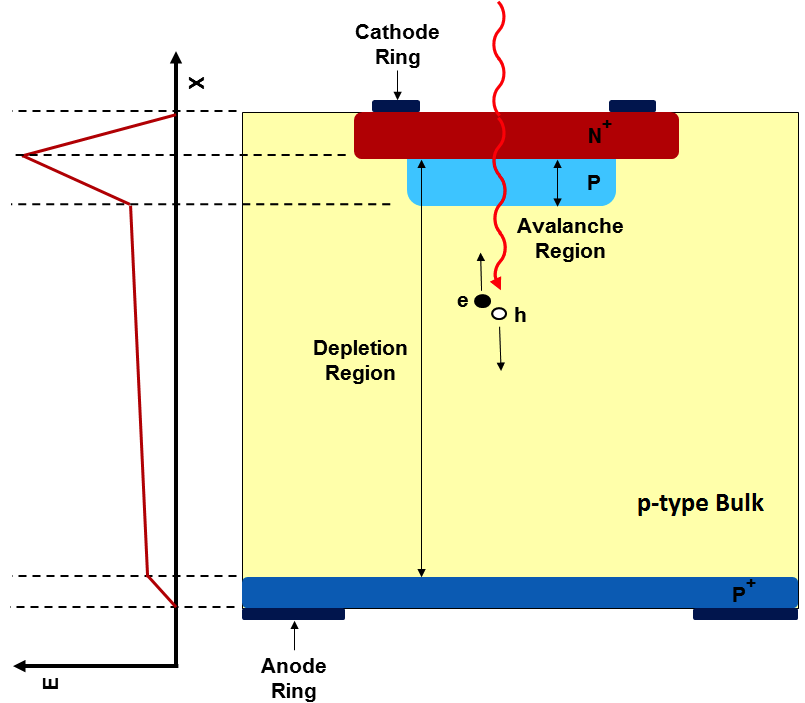 Cathode
Ring
X
N+
P
Avalanche
Region
e
h
Depletion
Region
p-type Bulk
P+
E
Anode
Ring